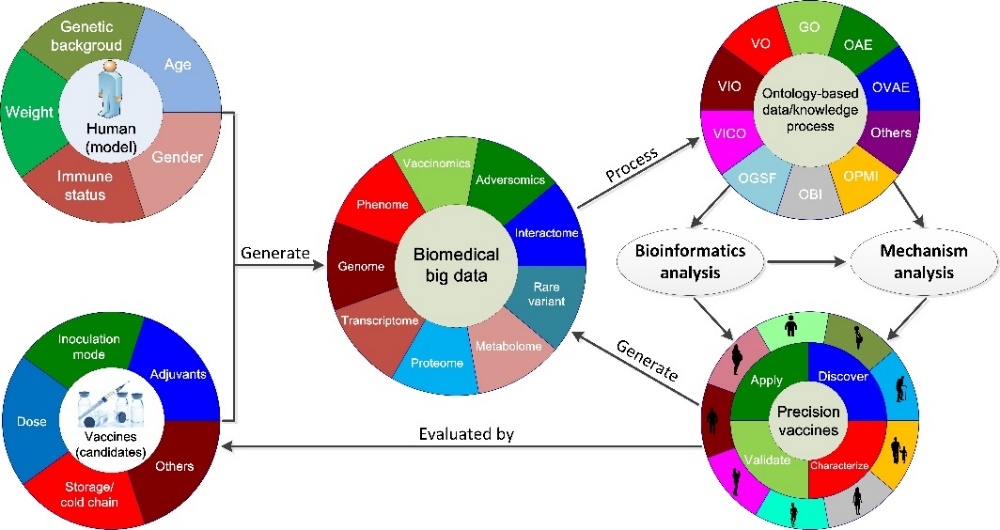 Genetic
backgroud
Age
Weight
Human
(model)
Gender
Immune
status
Generate
Inoculation
mode
Adjuvants
Dose
Vaccines
(candidates)
Others
Storage/
cold chain
Vaccinomics
Adversomics
Phenome
Interactome
Biomedical
big data
Genome
Rare
variant
Transcriptome
Metabolome
Proteome
Process
GO
VO
OAE
VIO
OVAE
Ontology-based
data/knowledge
process
VICO
Others
OGSF
OPMI
OBI
Bioinformatics
analysis
Mechanism
analysis
Generate
Evaluated by
Apply
Discover
Precision
vaccines
Validate
Characterize